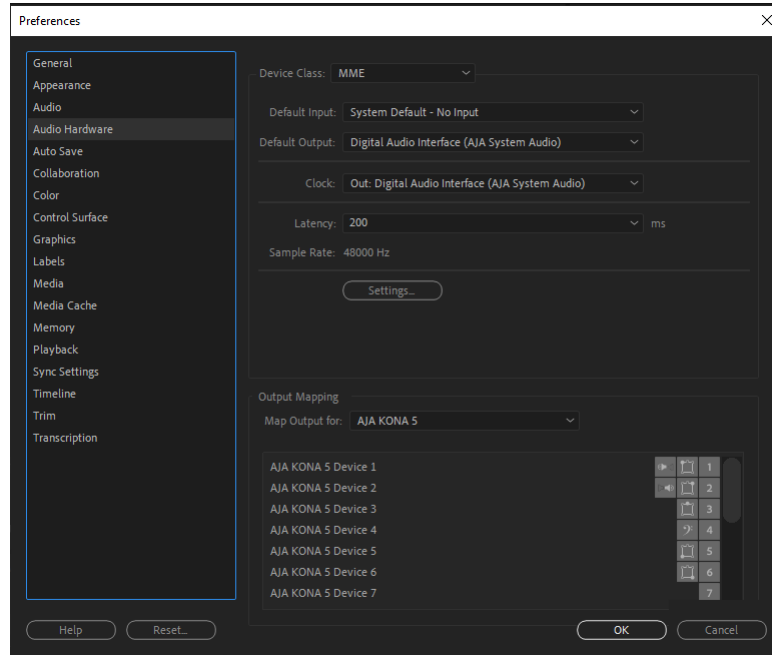 Preferences
General
Appearance
Audio
Audio Hardware
Auto Save
Collaboration
Color
Control Surface
Graphics
Labels
Media
Media Cache
Memory
Playback
Sync Settings
Timeline
Trim
Transcription
Device Class: MME
Default Input: System Default - No Input
Default Output: Digital Audio Interface (AJA System Audio)
Clock: Out: Digital Audio Interface (AJA System Audio)
Latency: 200 ms
Sample Rate: 48000 Hz
Settings...
Output Mapping
Map Output for: AJA KONA 5
AJA KONA 5 Device 1 1
AJA KONA 5 Device 2 2
AJA KONA 5 Device 3 3
AJA KONA 5 Device 4 4
AJA KONA 5 Device 5 5
AJA KONA 5 Device 6 6
AJA KONA 5 Device 7 7
Help Reset... OK Cancel